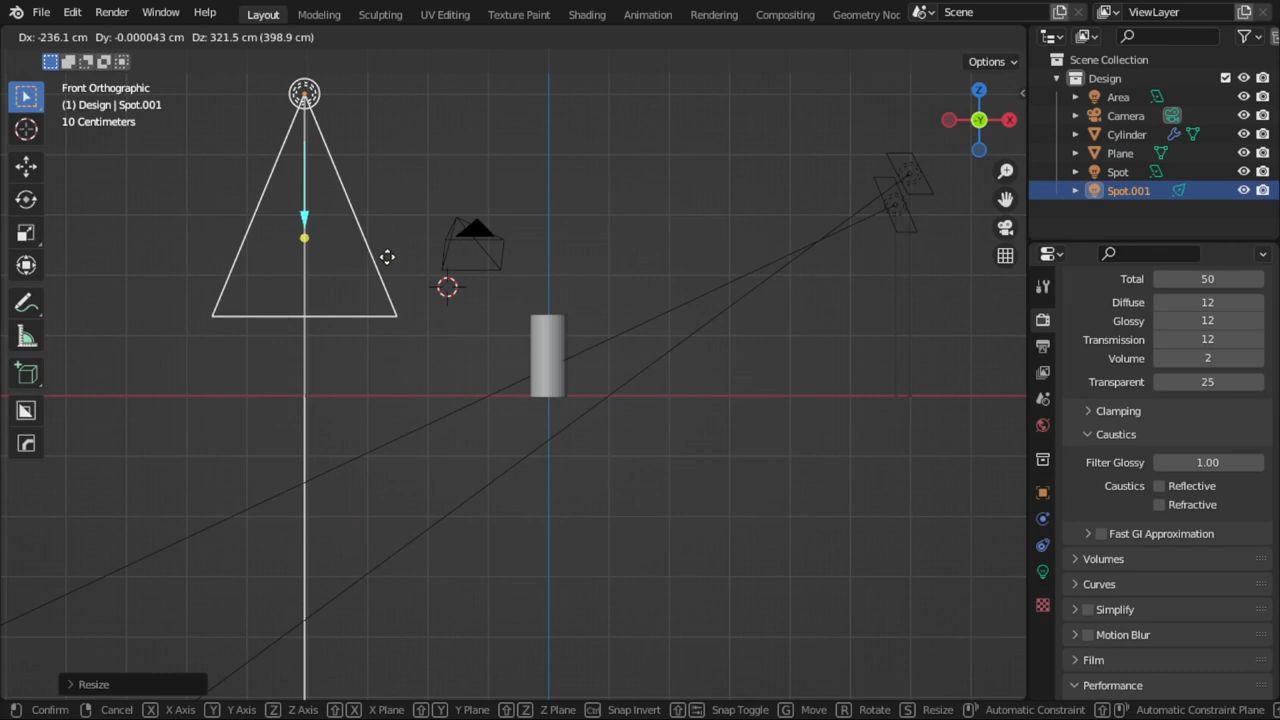 File Edit Render Window Help Layout Modeling Sculpting UV Editing Texture Paint Shading Animation Rendering Compositing Geometry Noc Scene ViewLayer
Dx: -236.1 cm Dy: -0.000043 cm Dz: 321.5 cm (398.9 cm)
Options
Front Orthographic
(1) Design | Spot.001
10 Centimeters
Z
-Y
X
Resize
Scene Collection
Design
Area
Camera
Cylinder
Plane
Spot
Spot.001
Total 50
Diffuse 12
Glossy 12
Transmission 12
Volume 2
Transparent 25
Clamping
Caustics
Filter Glossy 1.00
Caustics Reflective
Refractive
Fast GI Approximation
Volumes
Curves
Simplify
Motion Blur
Film
Performance
Confirm Cancel X X Axis Y Y Axis Z Z Axis X X Plane Y Y Plane Z Z Plane Ctrl Snap Invert Snap Toggle G Move R Rotate S Resize Automatic Constraint Automatic Constraint Plane